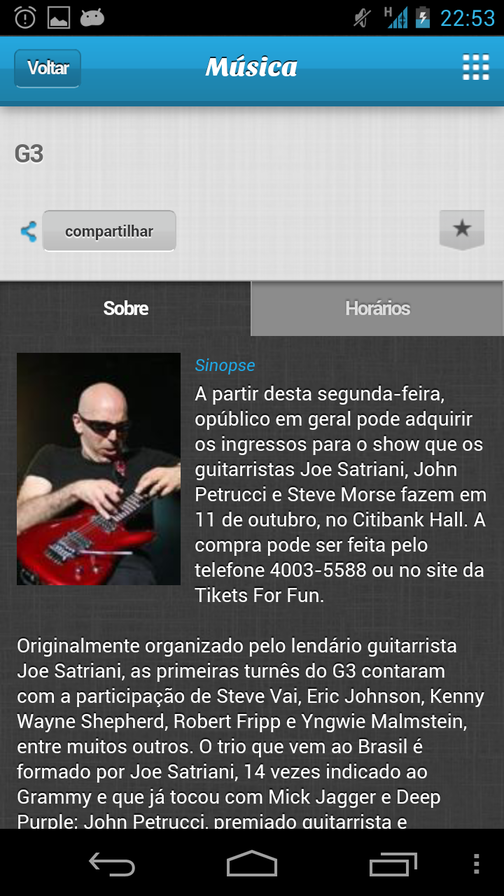 H 22:53
Voltar
Música
G3
compartilhar
Sobre
Horários
Sinopse
A partir desta segunda-feira,
opúblico em geral pode adquirir
os ingressos para o show que os
guitarristas Joe Satriani, John
Petrucci e Steve Morse fazem em
11 de outubro, no Citibank Hall. A
compra pode ser feita pelo
telefone 4003-5588 ou no site da
Tikets For Fun.
Originalmente organizado pelo lendário guitarrista
Joe Satriani, as primeiras turnês do G3 contaram
com a participação de Steve Vai, Eric Johnson, Kenny
Wayne Shepherd, Robert Fripp e Yngwie Malmstein,
entre muitos outros. O trio que vem ao Brasil é
formado por Joe Satriani, 14 vezes indicado ao
Grammy e que já tocou com Mick Jagger e Deep
Purple; John Petrucci, premiado guitarrista e